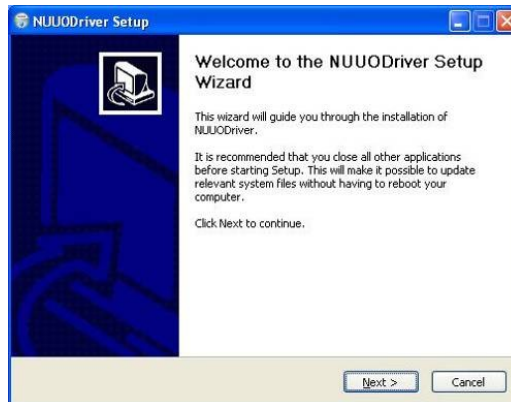 NUUODriver Setup
Welcome to the NUUODriver Setup
Wizard
This wizard will guide you through the installation of
NUUODriver.
It is recommended that you close all other applications
before starting Setup. This will make it possible to update
relevant system files without having to reboot your
computer.
Click Next to continue.
Next > Cancel